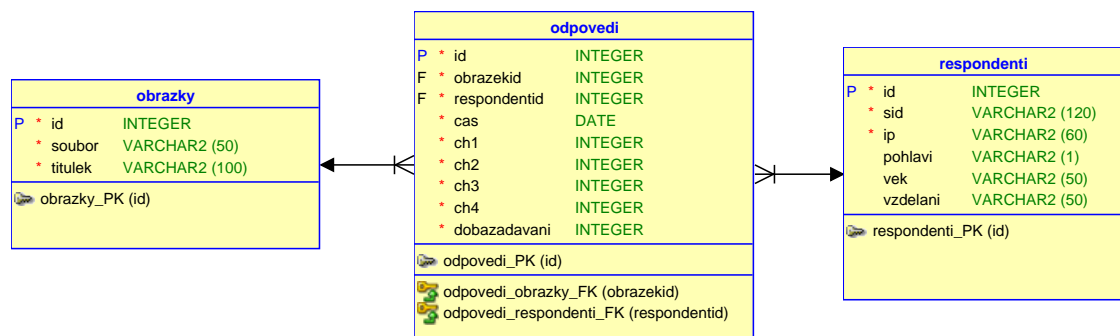 obrazky
P * id INTEGER
* soubor VARCHAR2 (50)
* titulek VARCHAR2 (100)
obrazky_PK (id)
odpovedi
P * id INTEGER
F * obrazekid INTEGER
F * respondentid INTEGER
* cas DATE
* ch1 INTEGER
* ch2 INTEGER
* ch3 INTEGER
* ch4 INTEGER
* dobazadavani INTEGER
odpovedi_PK (id)
odpovedi_obrazky_FK (obrazekid)
odpovedi_respondenti_FK (respondentid)
respondenti
P * id INTEGER
* sid VARCHAR2 (120)
* ip VARCHAR2 (60)
pohlavi VARCHAR2 (1)
vek VARCHAR2 (50)
vzdelani VARCHAR2 (50)
respondenti_PK (id)